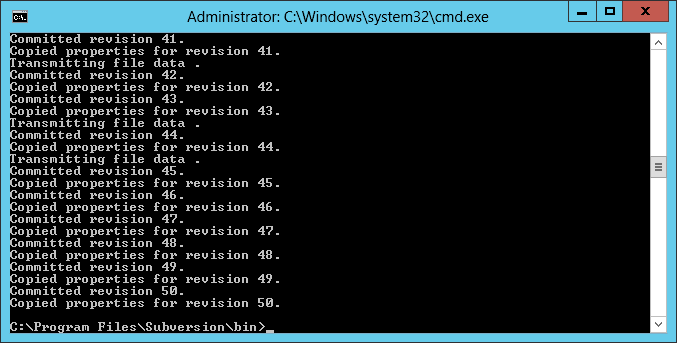 Administrator: C:\Windows\system32\cmd.exe
Committed revision 41.
Copied properties for revision 41.
Transmitting file data .
Committed revision 42.
Copied properties for revision 42.
Committed revision 43.
Copied properties for revision 43.
Transmitting file data .
Committed revision 44.
Copied properties for revision 44.
Transmitting file data .
Committed revision 45.
Copied properties for revision 45.
Committed revision 46.
Copied properties for revision 46.
Committed revision 47.
Copied properties for revision 47.
Committed revision 48.
Copied properties for revision 48.
Committed revision 49.
Copied properties for revision 49.
Committed revision 50.
Copied properties for revision 50.
C:\Program Files\Subversion\bin>_